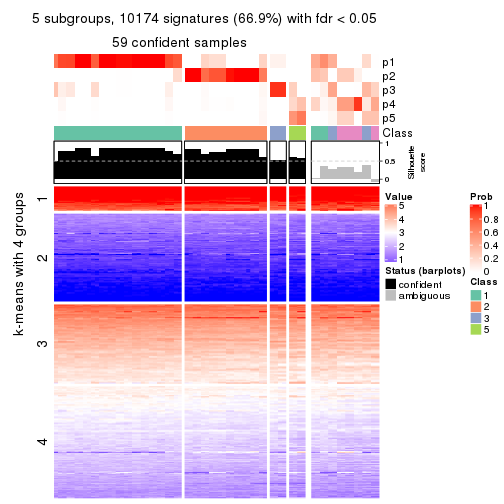 5 subgroups, 10174 signatures (66.9%) with fdr < 0.05
59 confident samples
p1
p2
p3
p4
p5
Class
1
0.5
0
Silhouette
score
k-means with 4 groups
1
2
3
4
Value
5
4
3
2
1
Status (barplots)
confident
ambiguous
Prob
1
0.8
0.6
0.4
0.2
0
Class
1
2
3
5